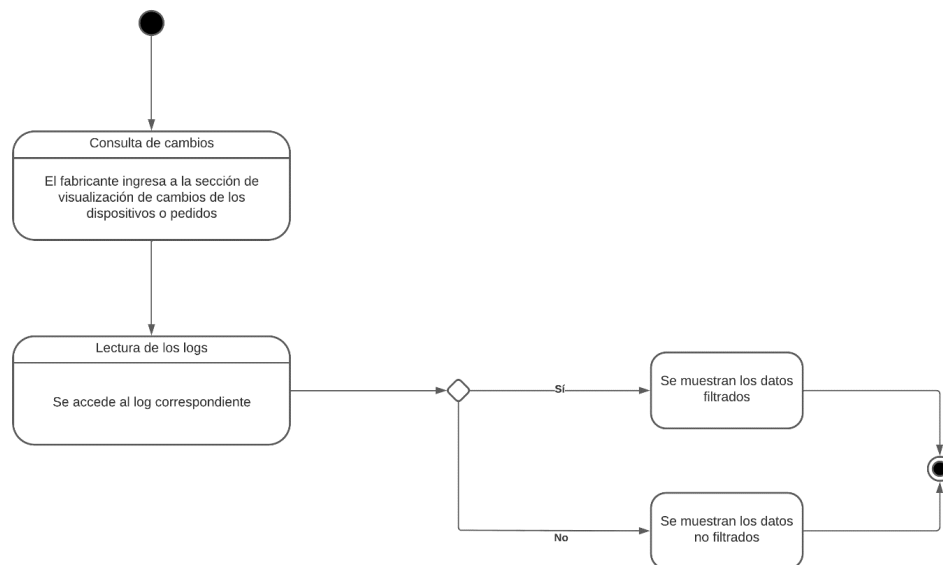 Consulta de cambios
El fabricante ingresa a la sección de
visualización de cambios de los
dispositivos o pedidos
Lectura de los logs
Se accede al log correspondiente
Sí
Se muestran los datos
filtrados
No
Se muestran los datos
no filtrados